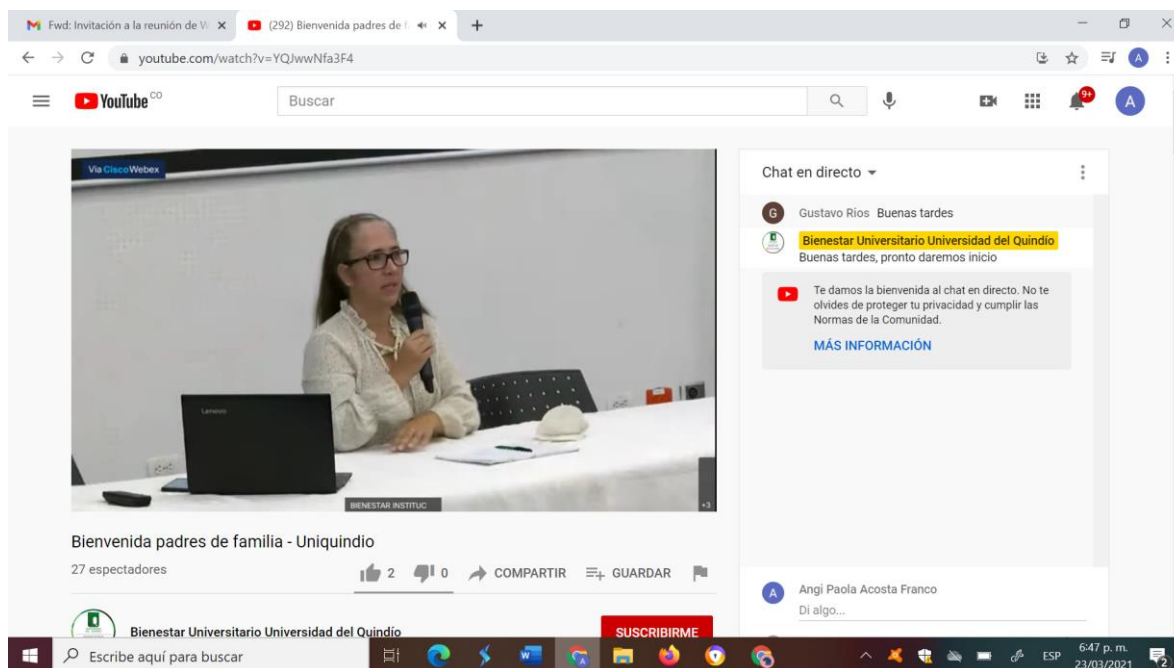 Fwd: Invitación a la reunión de W
(292) Bienvenida padres de f
youtube.com/watch?v=YQJwwNfa3F4
A
YouTube CO
Buscar
9+
A
Via Cisco Webex
Lenovo
BIENESTAR INSTITUC
+3
Chat en directo
G
Gustavo Rios Buenas tardes
Bienestar Universitario Universidad del Quindío
Buenas tardes, pronto daremos inicio
Te damos la bienvenida al chat en directo. No te
olvides de proteger tu privacidad y cumplir las
Normas de la Comunidad.
MÁS INFORMACIÓN
Bienvenida padres de familia - Uniquindio
27 espectadores
2
0
COMPARTIR
GUARDAR
A
Angi Paola Acosta Franco
Di algo...
Bienestar Universitario Universidad del Quindío
SUSCRIBIRME
Escribe aquí para buscar
W
ESP
6:47 p. m.
23/03/2021